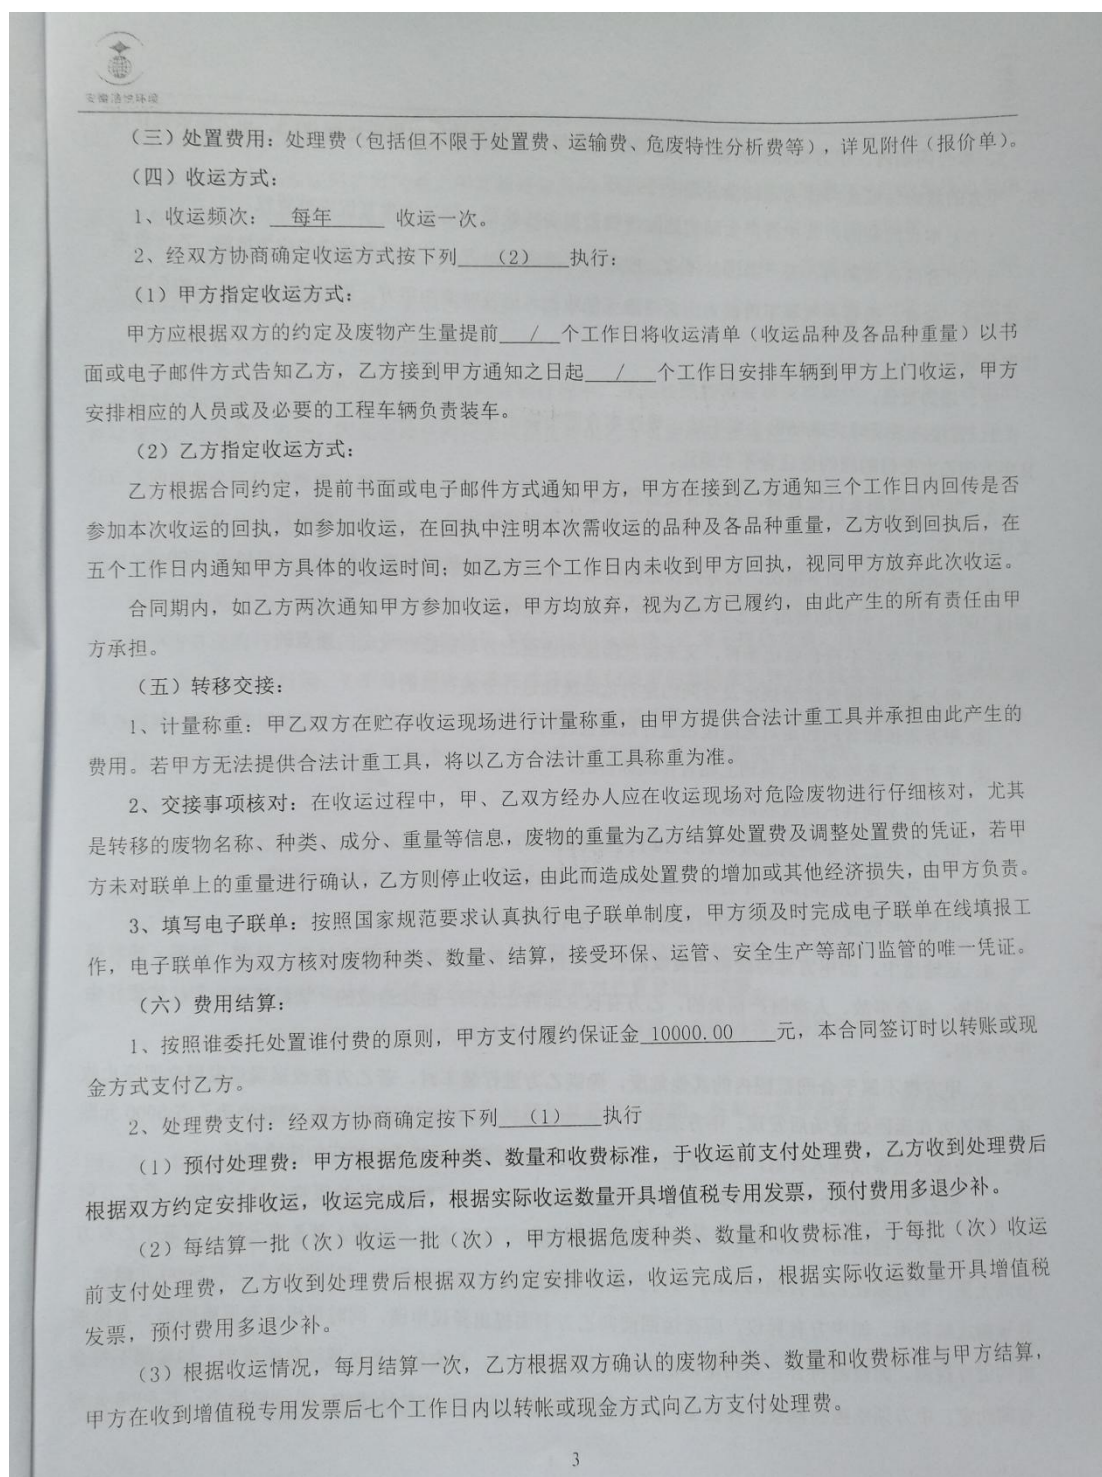 安徽浩悦环境
（三）处置费用：处理费（包括但不限于处置费、运输费、危废特性分析费等），详见附件（报价单）。
（四）收运方式：
1、收运频次： 每年 收运一次。
2、经双方协商确定收运方式按下列 （2） 执行：
（1）甲方指定收运方式：
甲方应根据双方的约定及废物产生量提前 / 个工作日将收运清单（收运品种及各品种重量）以书
面或电子邮件方式告知乙方，乙方接到甲方通知之日起 / 个工作日安排车辆到甲方上门收运，甲方
安排相应的人员或及必要的工程车辆负责装车。
（2）乙方指定收运方式：
乙方根据合同约定，提前书面或电子邮件方式通知甲方，甲方在接到乙方通知三个工作日内回传是否
参加本次收运的回执，如参加收运，在回执中注明本次需收运的品种及各品种重量，乙方收到回执后，在
五个工作日内通知甲方具体的收运时间；如乙方三个工作日内未收到甲方回执，视同甲方放弃此次收运。
合同期内，如乙方两次通知甲方参加收运，甲方均放弃，视为乙方已履约，由此产生的所有责任由甲
方承担。
（五）转移交接：
1、计量称重：甲乙双方在贮存收运现场进行计量称重，由甲方提供合法计重工具并承担由此产生的
费用。若甲方无法提供合法计重工具，将以乙方合法计重工具称重为准。
2、交接事项核对：在收运过程中，甲、乙双方经办人应在收运现场对危险废物进行仔细核对，尤其
是转移的废物名称、种类、成分、重量等信息，废物的重量为乙方结算处置费及调整处置费的凭证，若甲
方未对联单上的重量进行确认，乙方则停止收运，由此而造成处置费的增加或其他经济损失，由甲方负责。
3、填写电子联单：按照国家规范要求认真执行电子联单制度，甲方须及时完成电子联单在线填报工
作，电子联单作为双方核对废物种类、数量、结算，接受环保、运管、安全生产等部门监管的唯一凭证。
（六）费用结算：
1、按照谁委托处置谁付费的原则，甲方支付履约保证金 10000.00 元，本合同签订时以转账或现
金方式支付乙方。
2、处理费支付：经双方协商确定按下列 （1） 执行
（1）预付处理费：甲方根据危废种类、数量和收费标准，于收运前支付处理费，乙方收到处理费后
根据双方约定安排收运，收运完成后，根据实际收运数量开具增值税专用发票，预付费用多退少补。
（2）每结算一批（次）收运一批（次），甲方根据危废种类、数量和收费标准，于每批（次）收运
前支付处理费，乙方收到处理费后根据双方约定安排收运，收运完成后，根据实际收运数量开具增值税
发票，预付费用多退少补。
（3）根据收运情况，每月结算一次，乙方根据双方确认的废物种类、数量和收费标准与甲方结算，
甲方在收到增值税专用发票后七个工作日内以转帐或现金方式向乙方支付处理费。
3